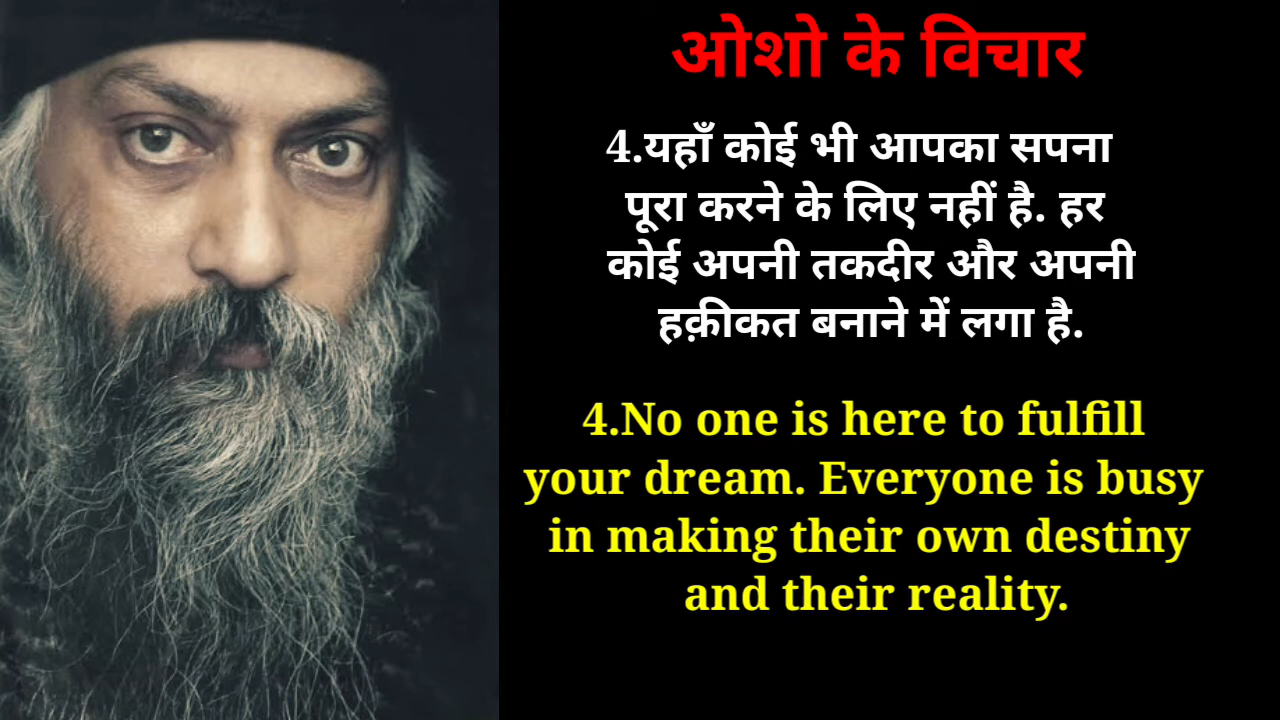 ओशो के विचार
4.यहाँ कोई भी आपका सपना
पूरा करने के लिए नहीं है. हर
कोई अपनी तकदीर और अपनी
हक़ीकत बनाने में लगा है.
4.No one is here to fulfill
your dream. Everyone is busy
in making their own destiny
and their reality.